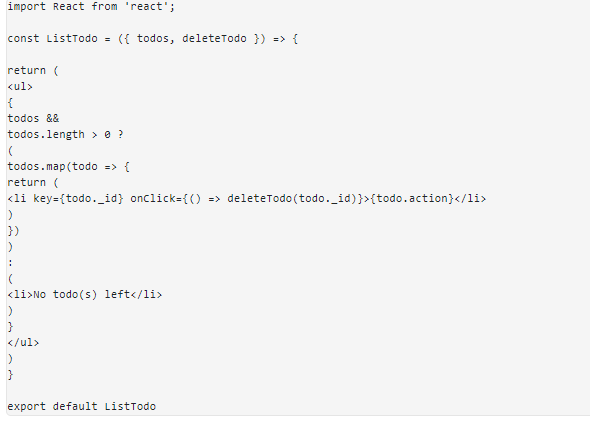 import React from 'react';
const ListTodo = ({ todos, deleteTodo }) => {
return (
<ul>
{
todos &&
todos.length > 0 ?
(
todos.map(todo => {
return (
<li key={todo._id} onClick={() => deleteTodo(todo._id)}>{todo.action}</li>
)
})
)
:
(
<li>No todo(s) left</li>
)
}
</ul>
)
}
export default ListTodo